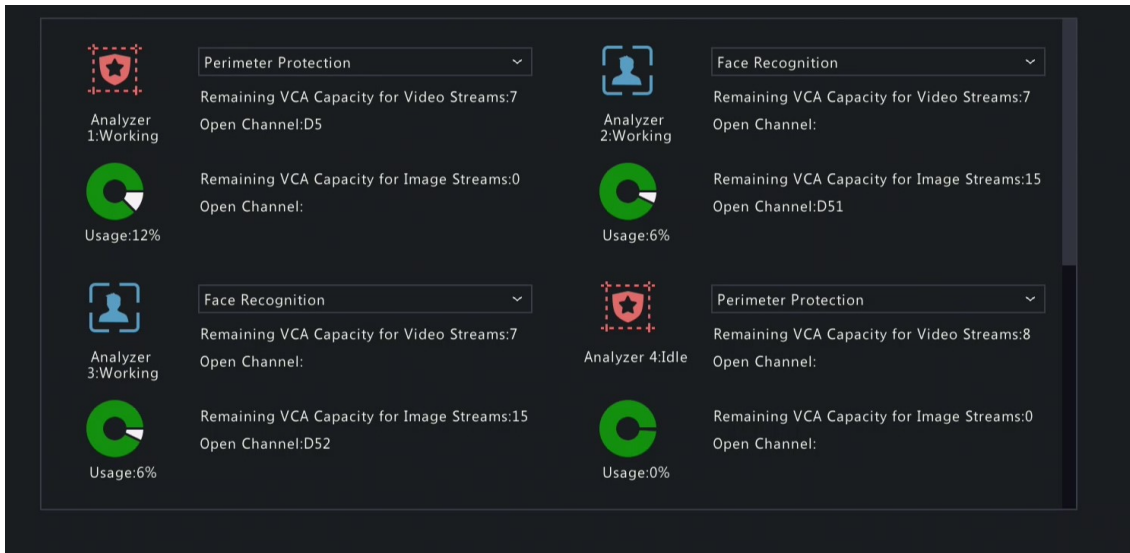 Perimeter Protection
Remaining VCA Capacity for Video Streams:7
Analyzer
1:Working
Open Channel:D5
Remaining VCA Capacity for Image Streams:0
Open Channel:
Usage:12%
Face Recognition
Remaining VCA Capacity for Video Streams:7
Analyzer
2:Working
Open Channel:
Remaining VCA Capacity for Image Streams:15
Open Channel:D51
Usage:6%
Face Recognition
Remaining VCA Capacity for Video Streams:7
Analyzer
3:Working
Open Channel:
Remaining VCA Capacity for Image Streams:15
Open Channel:D52
Usage:6%
Perimeter Protection
Remaining VCA Capacity for Video Streams:8
Analyzer 4:Idle
Open Channel:
Remaining VCA Capacity for Image Streams:0
Open Channel:
Usage:0%